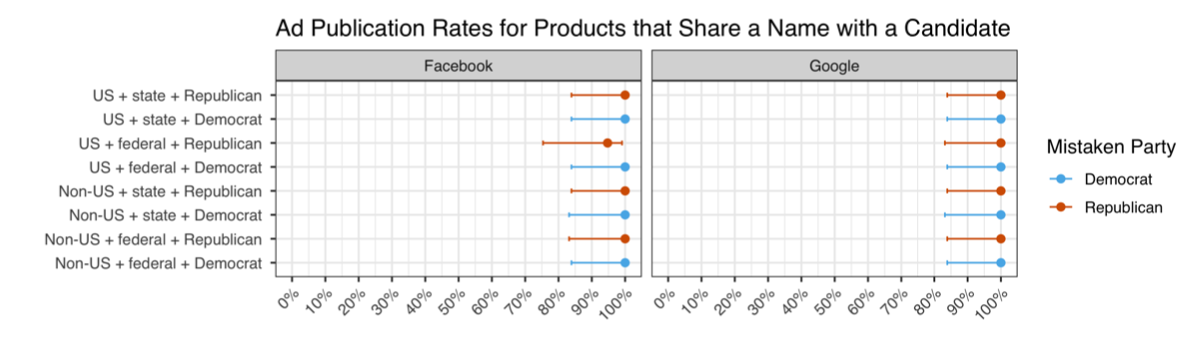 Ad Publication Rates for Products that Share a Name with a Candidate
Facebook
Google
US + state + Republican
US + state + Democrat
US + federal + Republican
US + federal + Democrat
Non-US + state + Republican
Non-US + state + Democrat
Non-US + federal + Republican
Non-US + federal + Democrat
0% 10% 20% 30% 40% 50% 60% 70% 80% 90% 100%
0% 10% 20% 30% 40% 50% 60% 70% 80% 90% 100%
Mistaken Party
Democrat
Republican